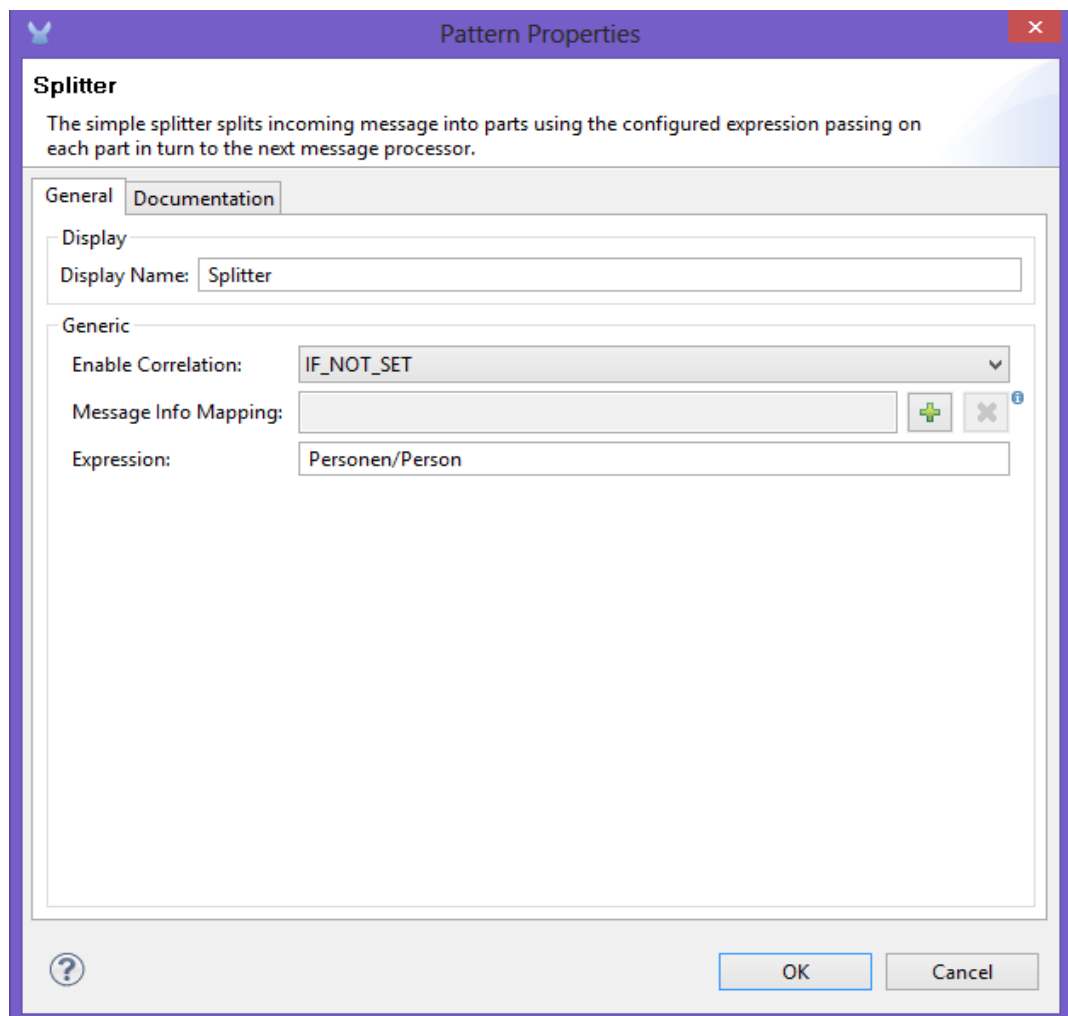 Pattern Properties
Splitter
The simple splitter splits incoming message into parts using the configured expression passing on
each part in turn to the next message processor.
General Documentation
Display
Display Name: Splitter
Generic
Enable Correlation: IF_NOT_SET
Message Info Mapping:
Expression: Personen/Person
OK Cancel